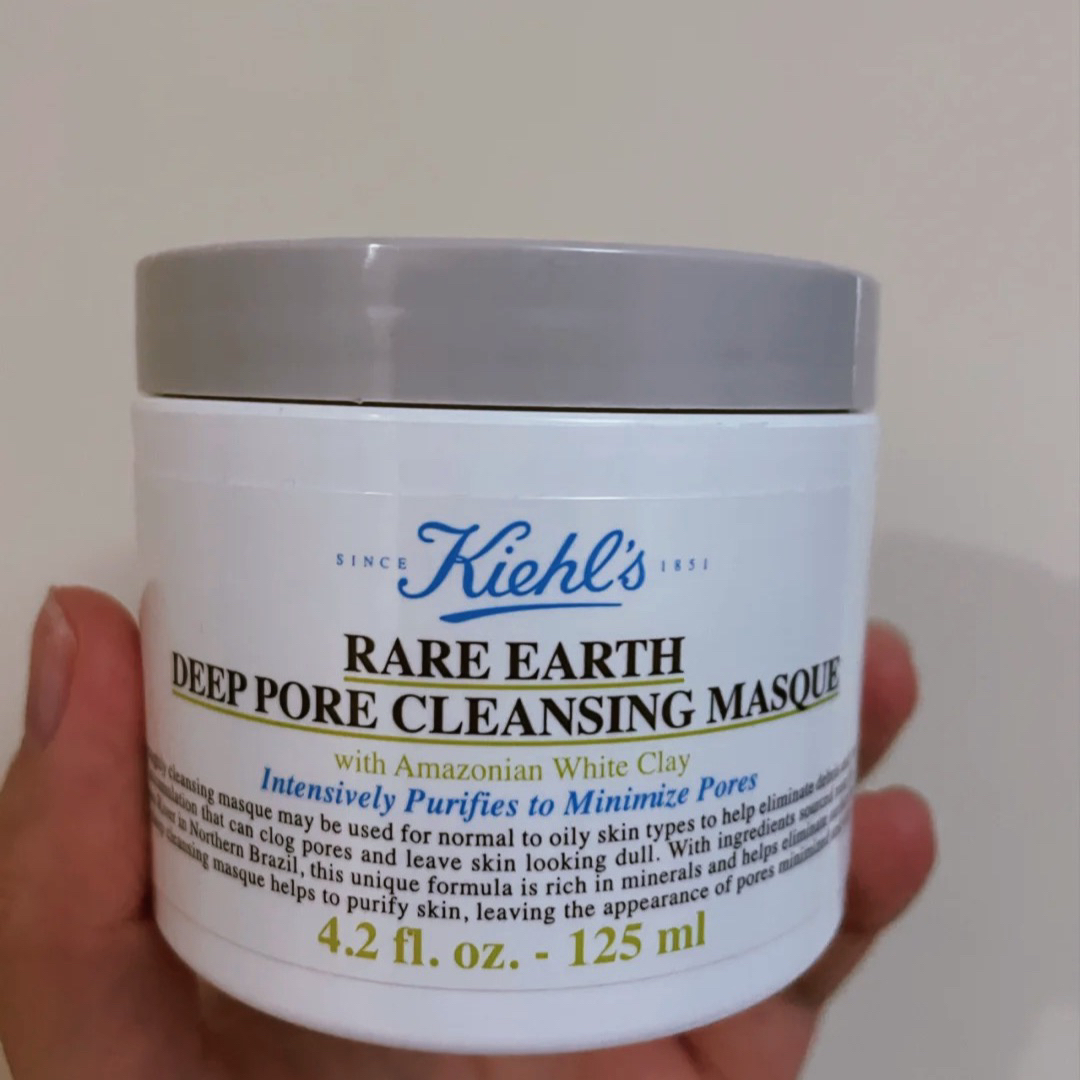 SINCE Kiehl's 1851
RARE EARTH
DEEP PORE CLEANSING MASQUE
with Amazonian White Clay
Intensively Purifies to Minimize Pores
cleansing masque may be used for normal to oily skin types to help eliminate debris
that can clog pores and leave skin looking dull. With ingredients sourced
River in Northern Brazil, this unique formula is rich in minerals and helps eliminate
cleansing masque helps to purify skin, leaving the appearance of pores minimized
4.2 fl. oz. - 125 ml